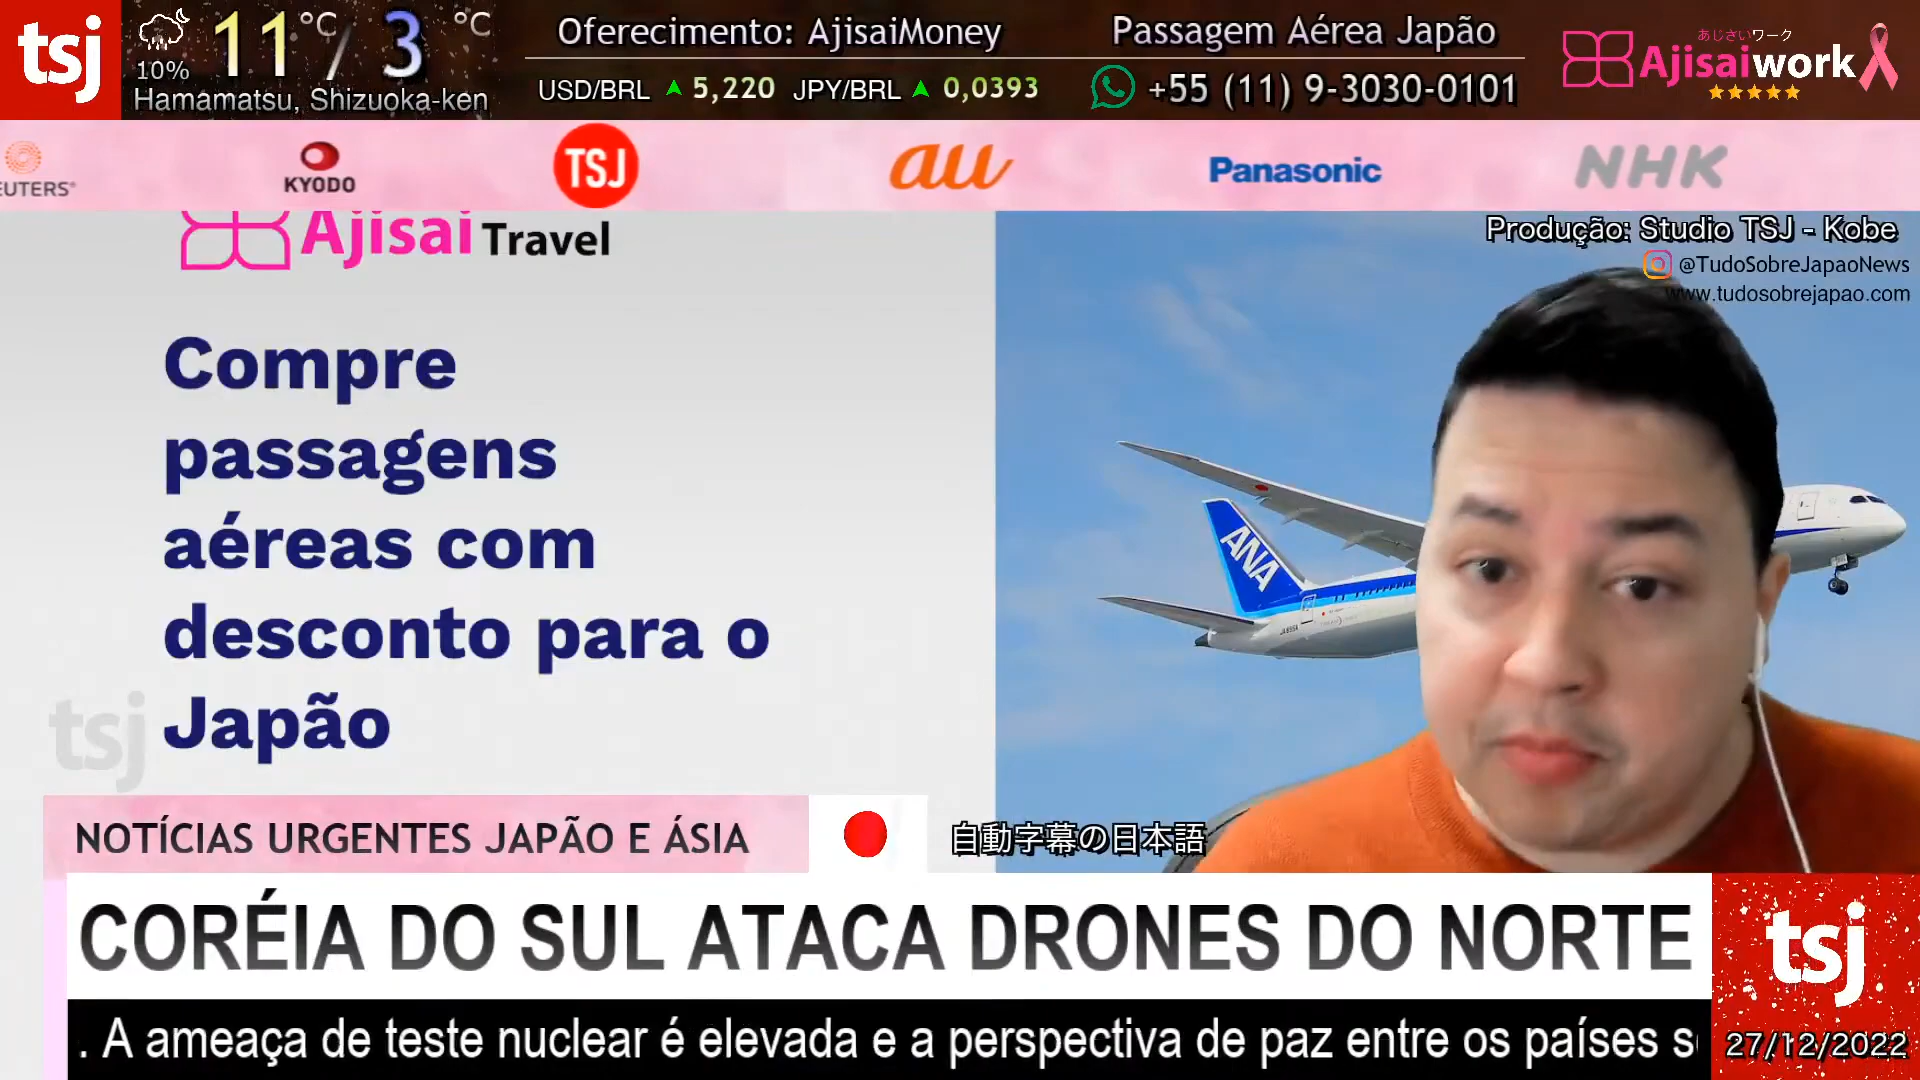 tsj
10%
11°C / 3 °C
Hamamatsu, Shizuoka-ken
Oferecimento: AjisaiMoney
USD/BRL ▲ 5,220 JPY/BRL ▲ 0,0393
Passagem Aérea Japão
+55 (11) 9-3030-0101
あじさいワーク
Ajisaiwork
EUTERS
KYODO
TSJ
au
Panasonic
NHK
Ajisai Travel
Produção: Studio TSJ - Kobe
@TudoSobreJapaoNews
www.tudosobrejapao.com
Compre
passagens
aéreas com
desconto para o
Japão
ANA
tsj
NOTÍCIAS URGENTES JAPÃO E ÁSIA
自動字幕の日本語
CORÉIA DO SUL ATACA DRONES DO NORTE
tsj
. A ameaça de teste nuclear é elevada e a perspectiva de paz entre os países s
27/12/2022